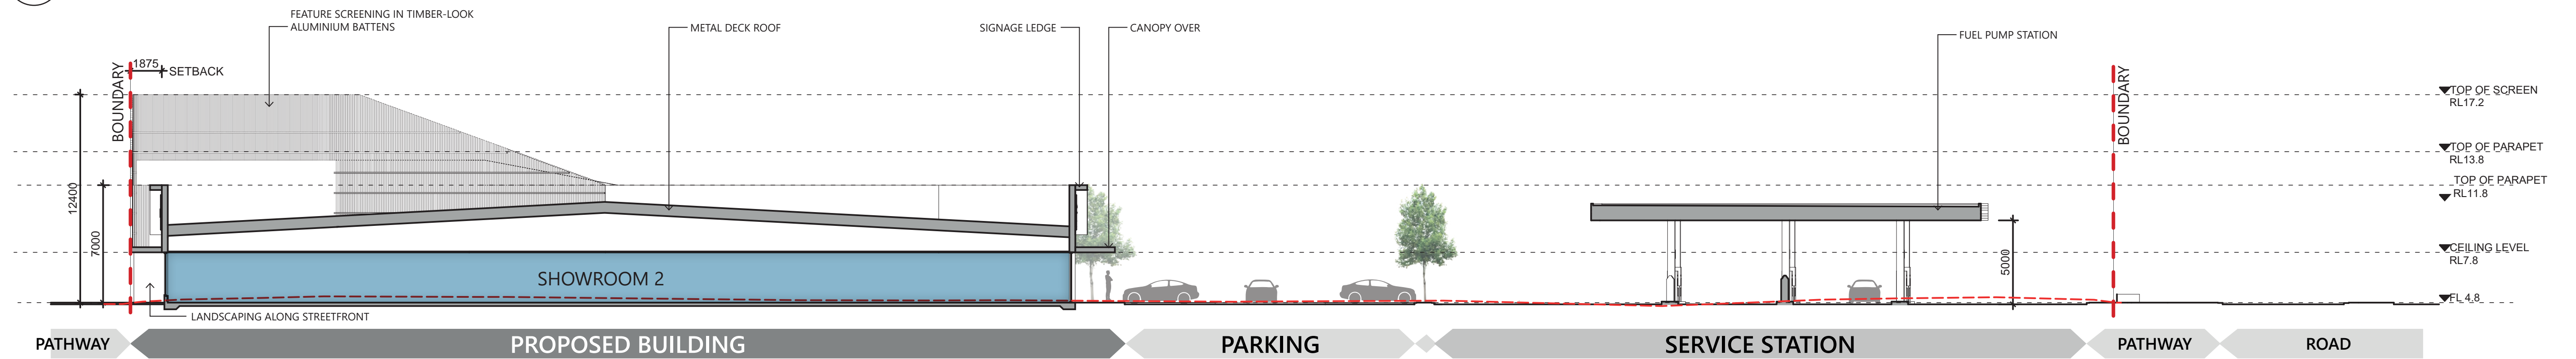 FEATURE SCREENING IN TIMBER-LOOK
ALUMINIUM BATTENS
METAL DECK ROOF
SIGNAGE LEDGE
CANOPY OVER
FUEL PUMP STATION
BOUNDARY
1875
SETBACK
BOUNDARY
TOP OF SCREEN
RL17.2
TOP OF PARAPET
RL13.8
TOP OF PARAPET
RL11.8
12400
7000
5000
CEILING LEVEL
RL7.8
SHOWROOM 2
FL 4.8
LANDSCAPING ALONG STREETFRONT
PATHWAY
PROPOSED BUILDING
PARKING
SERVICE STATION
PATHWAY
ROAD